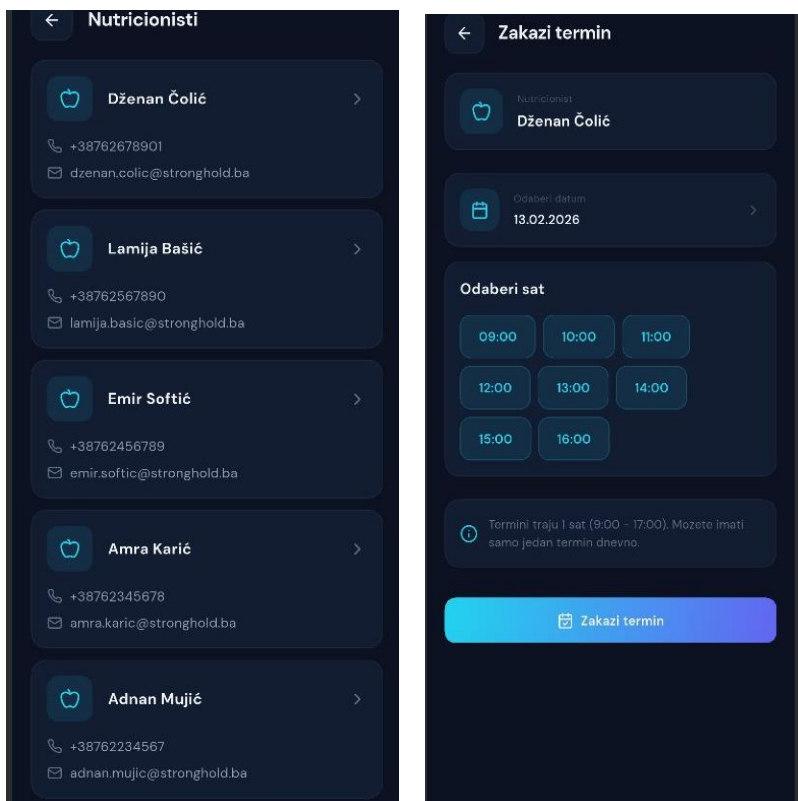 Nutricionisti
Dženan Čolić
+38762678901
dzenan.colic@stronghold.ba
Lamija Bašić
+38762567890
lamija.basic@stronghold.ba
Emir Softić
+38762456789
emir.softic@stronghold.ba
Amra Karić
+38762345678
amra.karic@stronghold.ba
Adnan Mujić
+38762234567
adnan.mujic@stronghold.ba
Zakazi termin
Nutricionist
Dženan Čolić
Odaberi datum
13.02.2026
Odaberi sat
09:00 10:00 11:00
12:00 13:00 14:00
15:00 16:00
Termini traju 1 sat (9:00 - 17:00). Mozete imati
samo jedan termin dnevno.
Zakazi termin